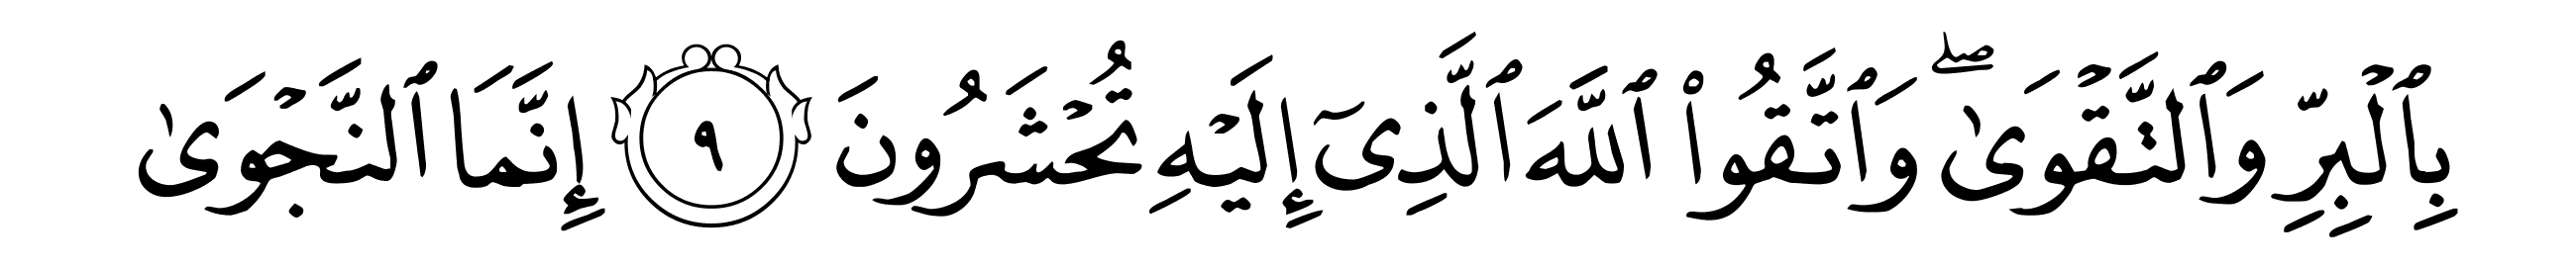 بِٱلۡبِرِّ وَٱلتَّقۡوَىٰۖ وَٱتَّقُواْ ٱللَّهَ ٱلَّذِيٓ إِلَيۡهِ تُحۡشَرُونَ ٩ إِنَّمَا ٱلنَّجۡوَىٰ